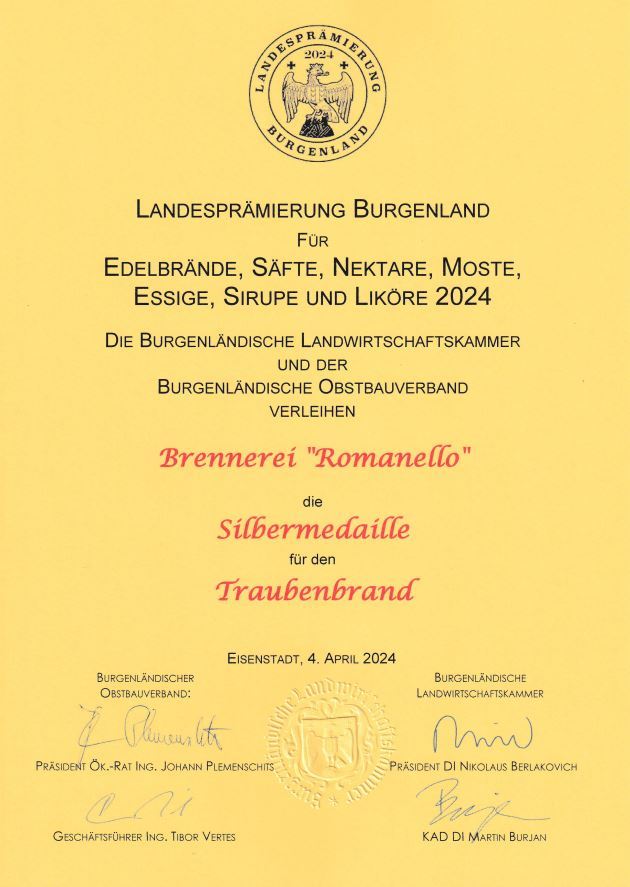 LANDESPRÄMIERUNG
2024
BURGENLAND
LANDESPRÄMIERUNG BURGENLAND
FÜR
EDELBRÄNDE, SÄFTE, NEKTARE, MOSTE,
ESSIGE, SIRUPE UND LIKÖRE 2024
DIE BURGENLÄNDISCHE LANDWIRTSCHAFTSKAMMER
UND DER
BURGENLÄNDISCHE OBSTBAUVERBAND
VERLEIHEN
Brennerei "Romanello"
die
Silbermedaille
für den
Traubenbrand
EISENSTADT, 4. APRIL 2024
BURGENLÄNDISCHER
OBSTBAUVERBAND:
BURGENLÄNDISCHE
LANDWIRTSCHAFTSKAMMER
Burgenländische Landwirtschaftskammer
PRÄSIDENT ÖK.-RAT ING. JOHANN PLEMENSCHITS
PRÄSIDENT DI NIKOLAUS BERLAKOVICH
GESCHÄFTSFÜHRER ING. TIBOR VERTES
KAD DI MARTIN BURJAN